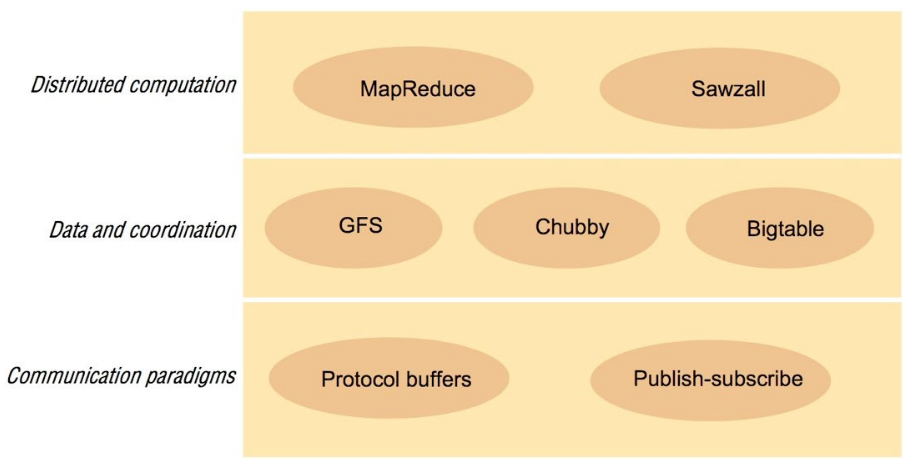 Distributed computation
MapReduce
Sawzall
Data and coordination
GFS
Chubby
Bigtable
Communication paradigms
Protocol buffers
Publish-subscribe